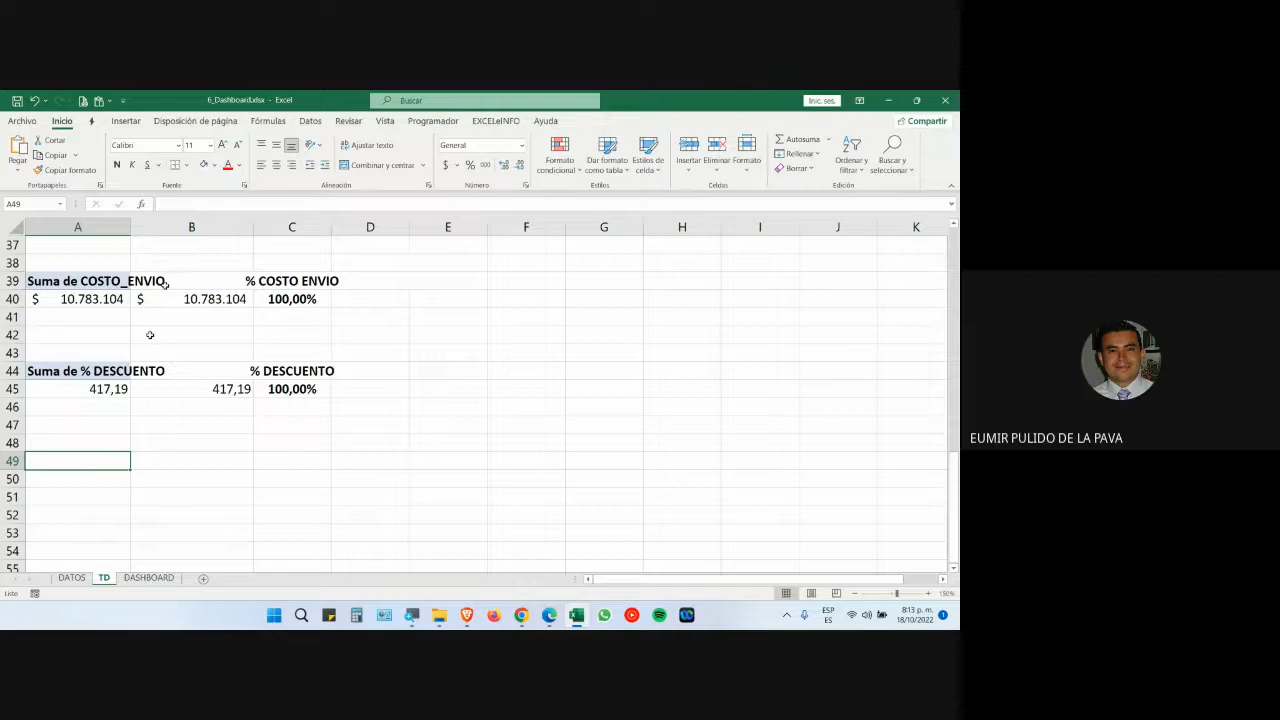 6_Dashboard.xlsx - Excel
Buscar
Inic. ses.
Archivo Inicio Insertar Disposición de página Fórmulas Datos Revisar Vista Programador EXCELeINFO Ayuda
Compartir
Pegar
Cortar
Copiar
Copiar formato
Portapapeles
Calibri 11
N K S
Fuente
Ajustar texto
Combinar y centrar
Alineación
General
$ % 000
Número
Formato condicional
Dar formato como tabla
Estilos de celda
Estilos
Insertar Eliminar Formato
Celdas
Autosuma
Rellenar
Borrar
Ordenar y filtrar
Buscar y seleccionar
Edición
A49
fx
A B C D E F G H I J K
37
38
39 Suma de COSTO_ENVIO % COSTO ENVIO
40 $ 10.783.104 $ 10.783.104 100,00%
41
42
43
44 Suma de % DESCUENTO % DESCUENTO
45 417,19 417,19 100,00%
46
47
48
49
50
51
52
53
54
55
DATOS TD DASHBOARD
Listo
150%
ESP
ES
8:13 p. m.
18/10/2022
1
EUMIR PULIDO DE LA PAVA